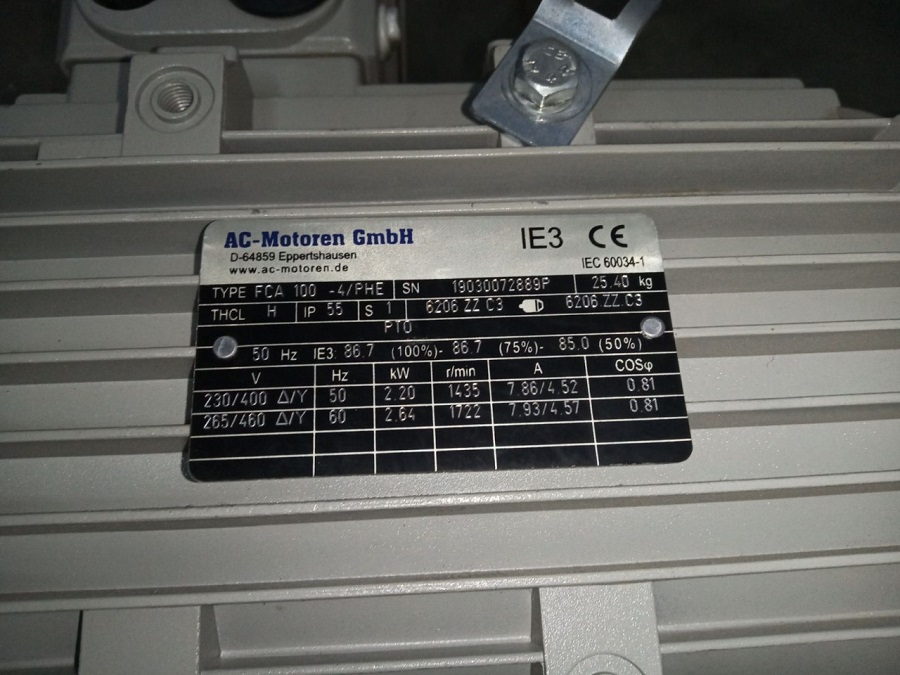 AC-Motoren GmbH IE3 CE
D-64859 Eppertshausen
www.ac-motoren.de IEC 60034-1
TYPE FCA 100 -4/PHE SN 19030072889P 25.40 kg
THCL H IP 55 S 1 6206 ZZ C3 6206 ZZ C3
PTO
50 Hz IE3: 86.7 (100%)- 86.7 (75%)- 85.0 (50%)
V Hz kW r/min A COSφ
230/400 Δ/Y 50 2.20 1435 7.86/4.52 0.81
265/460 Δ/Y 60 2.64 1722 7.93/4.57 0.81